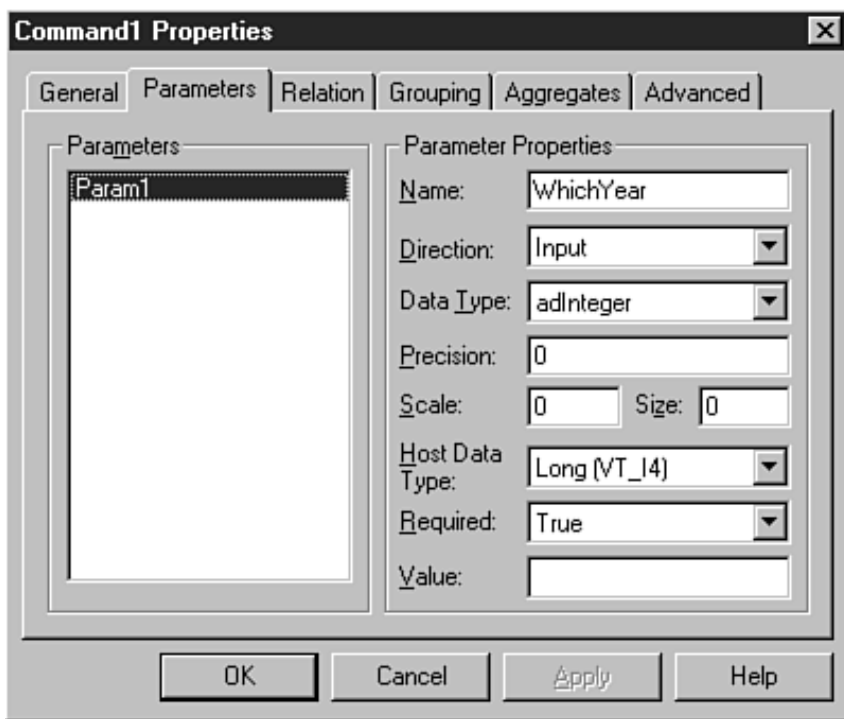 Command1 Properties
General Parameters Relation Grouping Aggregates Advanced
Parameters
Param1
Parameter Properties
Name: WhichYear
Direction: Input
Data Type: adInteger
Precision: 0
Scale: 0 Size: 0
Host Data
Type: Long (VT_I4)
Required: True
Value:
OK Cancel Apply Help